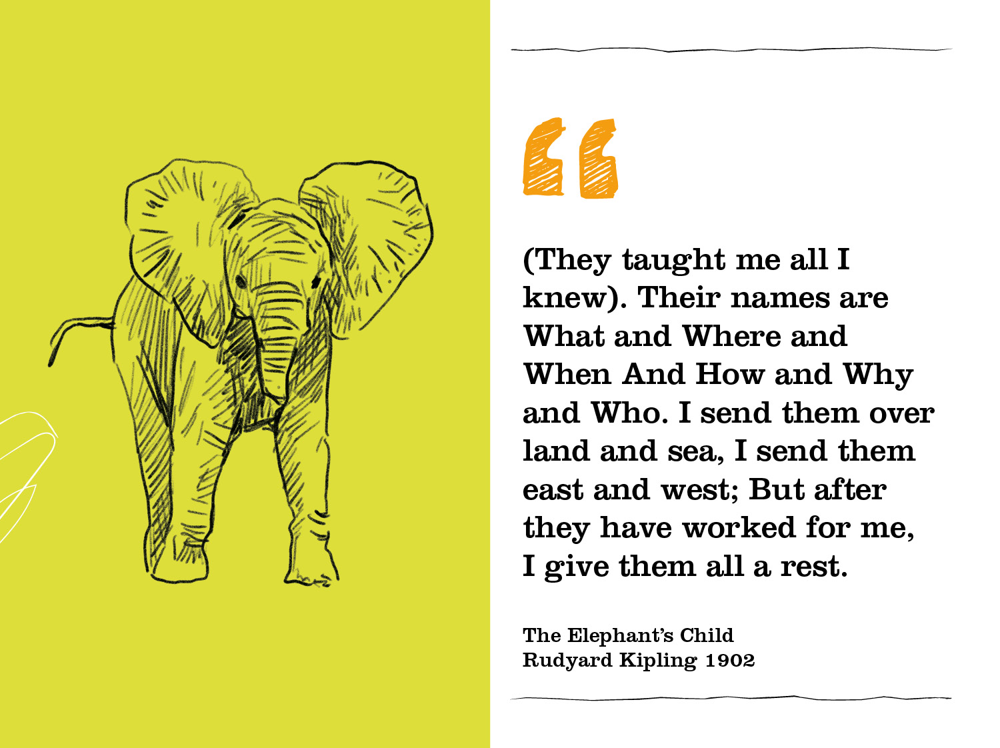 (They taught me all I
knew). Their names are
What and Where and
When And How and Why
and Who. I send them over
land and sea, I send them
east and west; But after
they have worked for me,
I give them all a rest.
The Elephant’s Child
Rudyard Kipling 1902